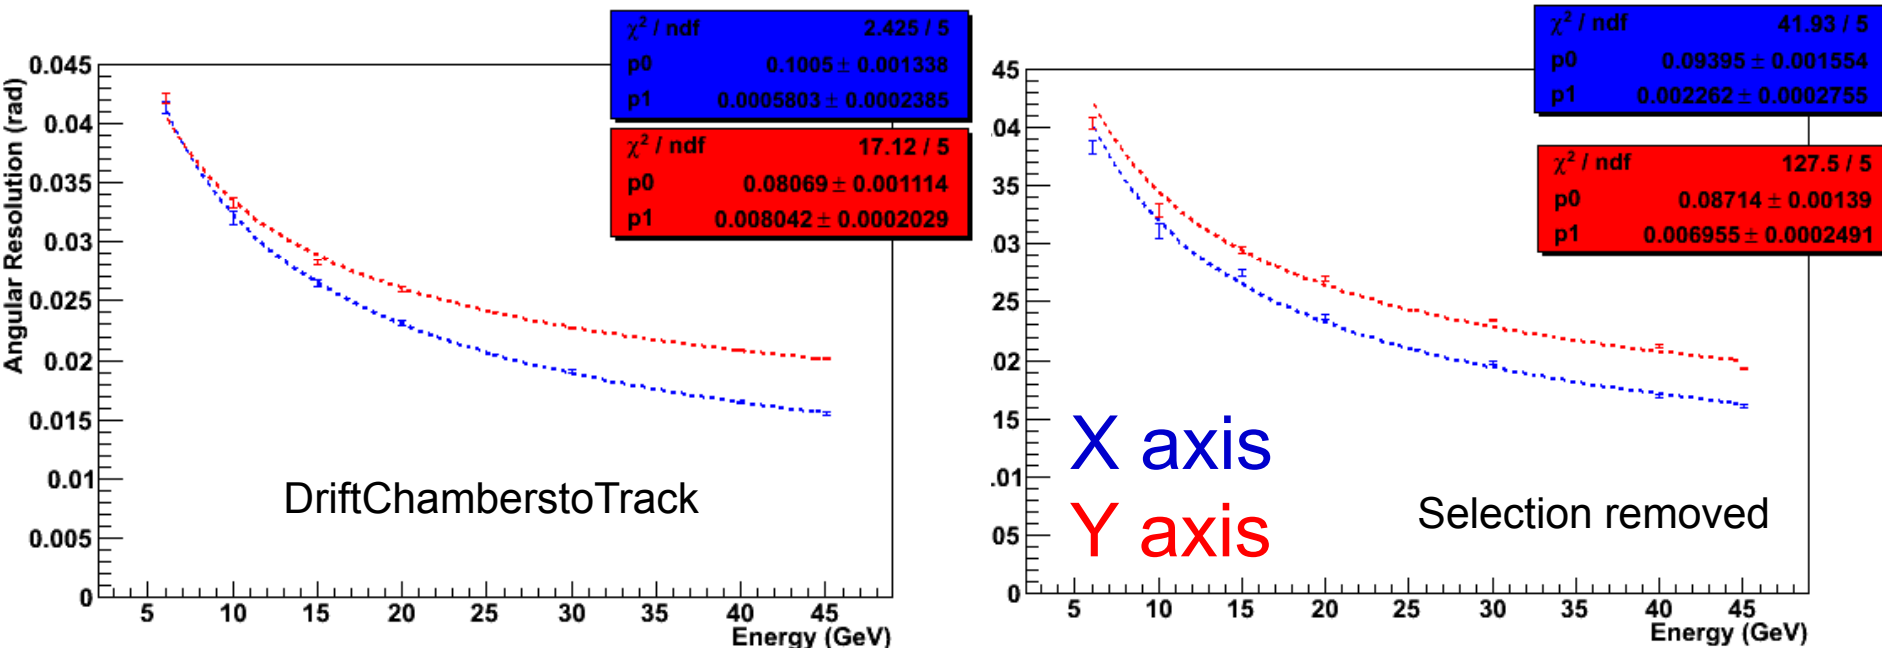 χ² / ndf 2.425 / 5
p0 0.1005 ± 0.001338
p1 0.0005803 ± 0.0002385
χ² / ndf 17.12 / 5
p0 0.08069 ± 0.001114
p1 0.008042 ± 0.0002029
Angular Resolution (rad)
0.045
0.04
0.035
0.03
0.025
0.02
0.015
0.01
0.005
0
DriftChamberstoTrack
5 10 15 20 25 30 35 40 45
Energy (GeV)
χ² / ndf 41.93 / 5
p0 0.09395 ± 0.001554
p1 0.002262 ± 0.0002755
χ² / ndf 127.5 / 5
p0 0.08714 ± 0.00139
p1 0.006955 ± 0.0002491
45
.04
35
.03
25
.02
15
.01
05
0
X axis
Y axis
Selection removed
5 10 15 20 25 30 35 40 45
Energy (GeV)